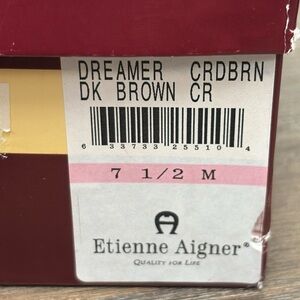 DREAMER CRDBRN
DK BROWN CR
6 33733 25510 4
7 1/2 M
Etienne Aigner®
QUALITY FOR LIFE